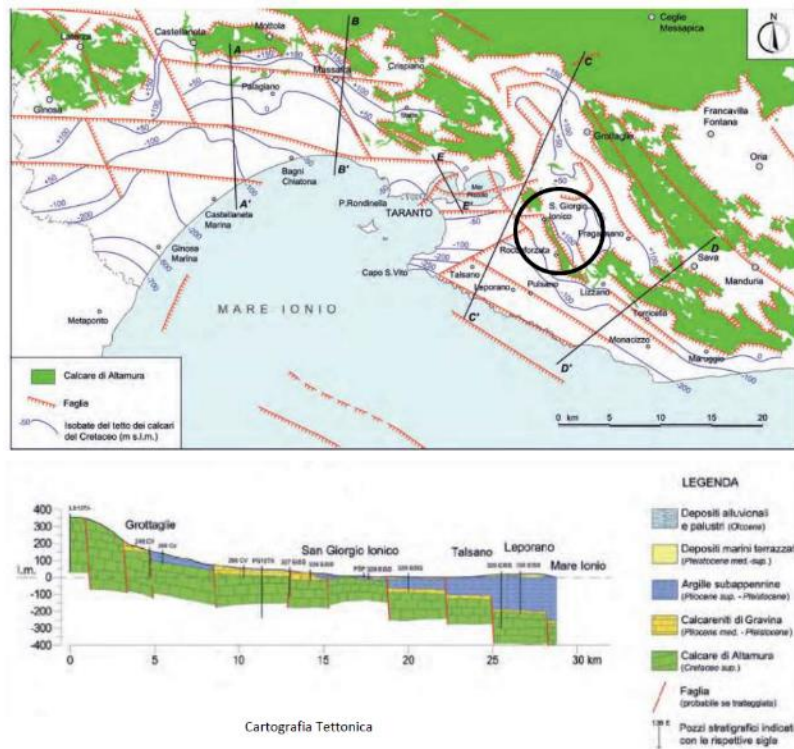 Ceglie
Messapica
N
Mottola
B
Castellaneta
A
Laterza
Massafra
Crispiano
C
Palagiano
Ginosa
Statte
Grottaglie
Francavilla
Fontana
Oria
E
Bagni
Chiatona
B'
Mar
Piccolo
P.Rondinella
TARANTO
E'
S. Giorgio
Ionico
A'
Castellaneta
Marina
Fragagnano
D
Sava
Roccaforzata
Manduria
Ginosa
Marina
Capo S.Vito
Talsano
Leporano
Pulsano
Lizzano
Torricella
MARE IONIO
Metaponto
C'
Monacizzo
Maruggio
D'
Calcare di Altamura
Faglia
-50
Isobate del tetto dei calcari
del Cretaceo (m s.l.m.)
0 km 5 10 15 20
LEGENDA
Depositi alluvionali
e palustri (Olocene)
Depositi marini terrazzati
(Pleistocene med.-sup.)
Argille subappennine
(Pliocene sup. - Pleistocene)
Calcareniti di Gravina
(Pliocene med. - Pleistocene)
Calcare di Altamura
(Cretaceo sup.)
Faglia
(probabile se tratteggiata)
Pozzi stratigrafici indicati
con le rispettive sigle
Grottaglie
San Giorgio Ionico
Talsano
Leporano
Mare Ionio
400
300
200
100
l.m.
-100
-200
-300
-400
0 5 10 15 20 25 30 km
Cartografia Tettonica